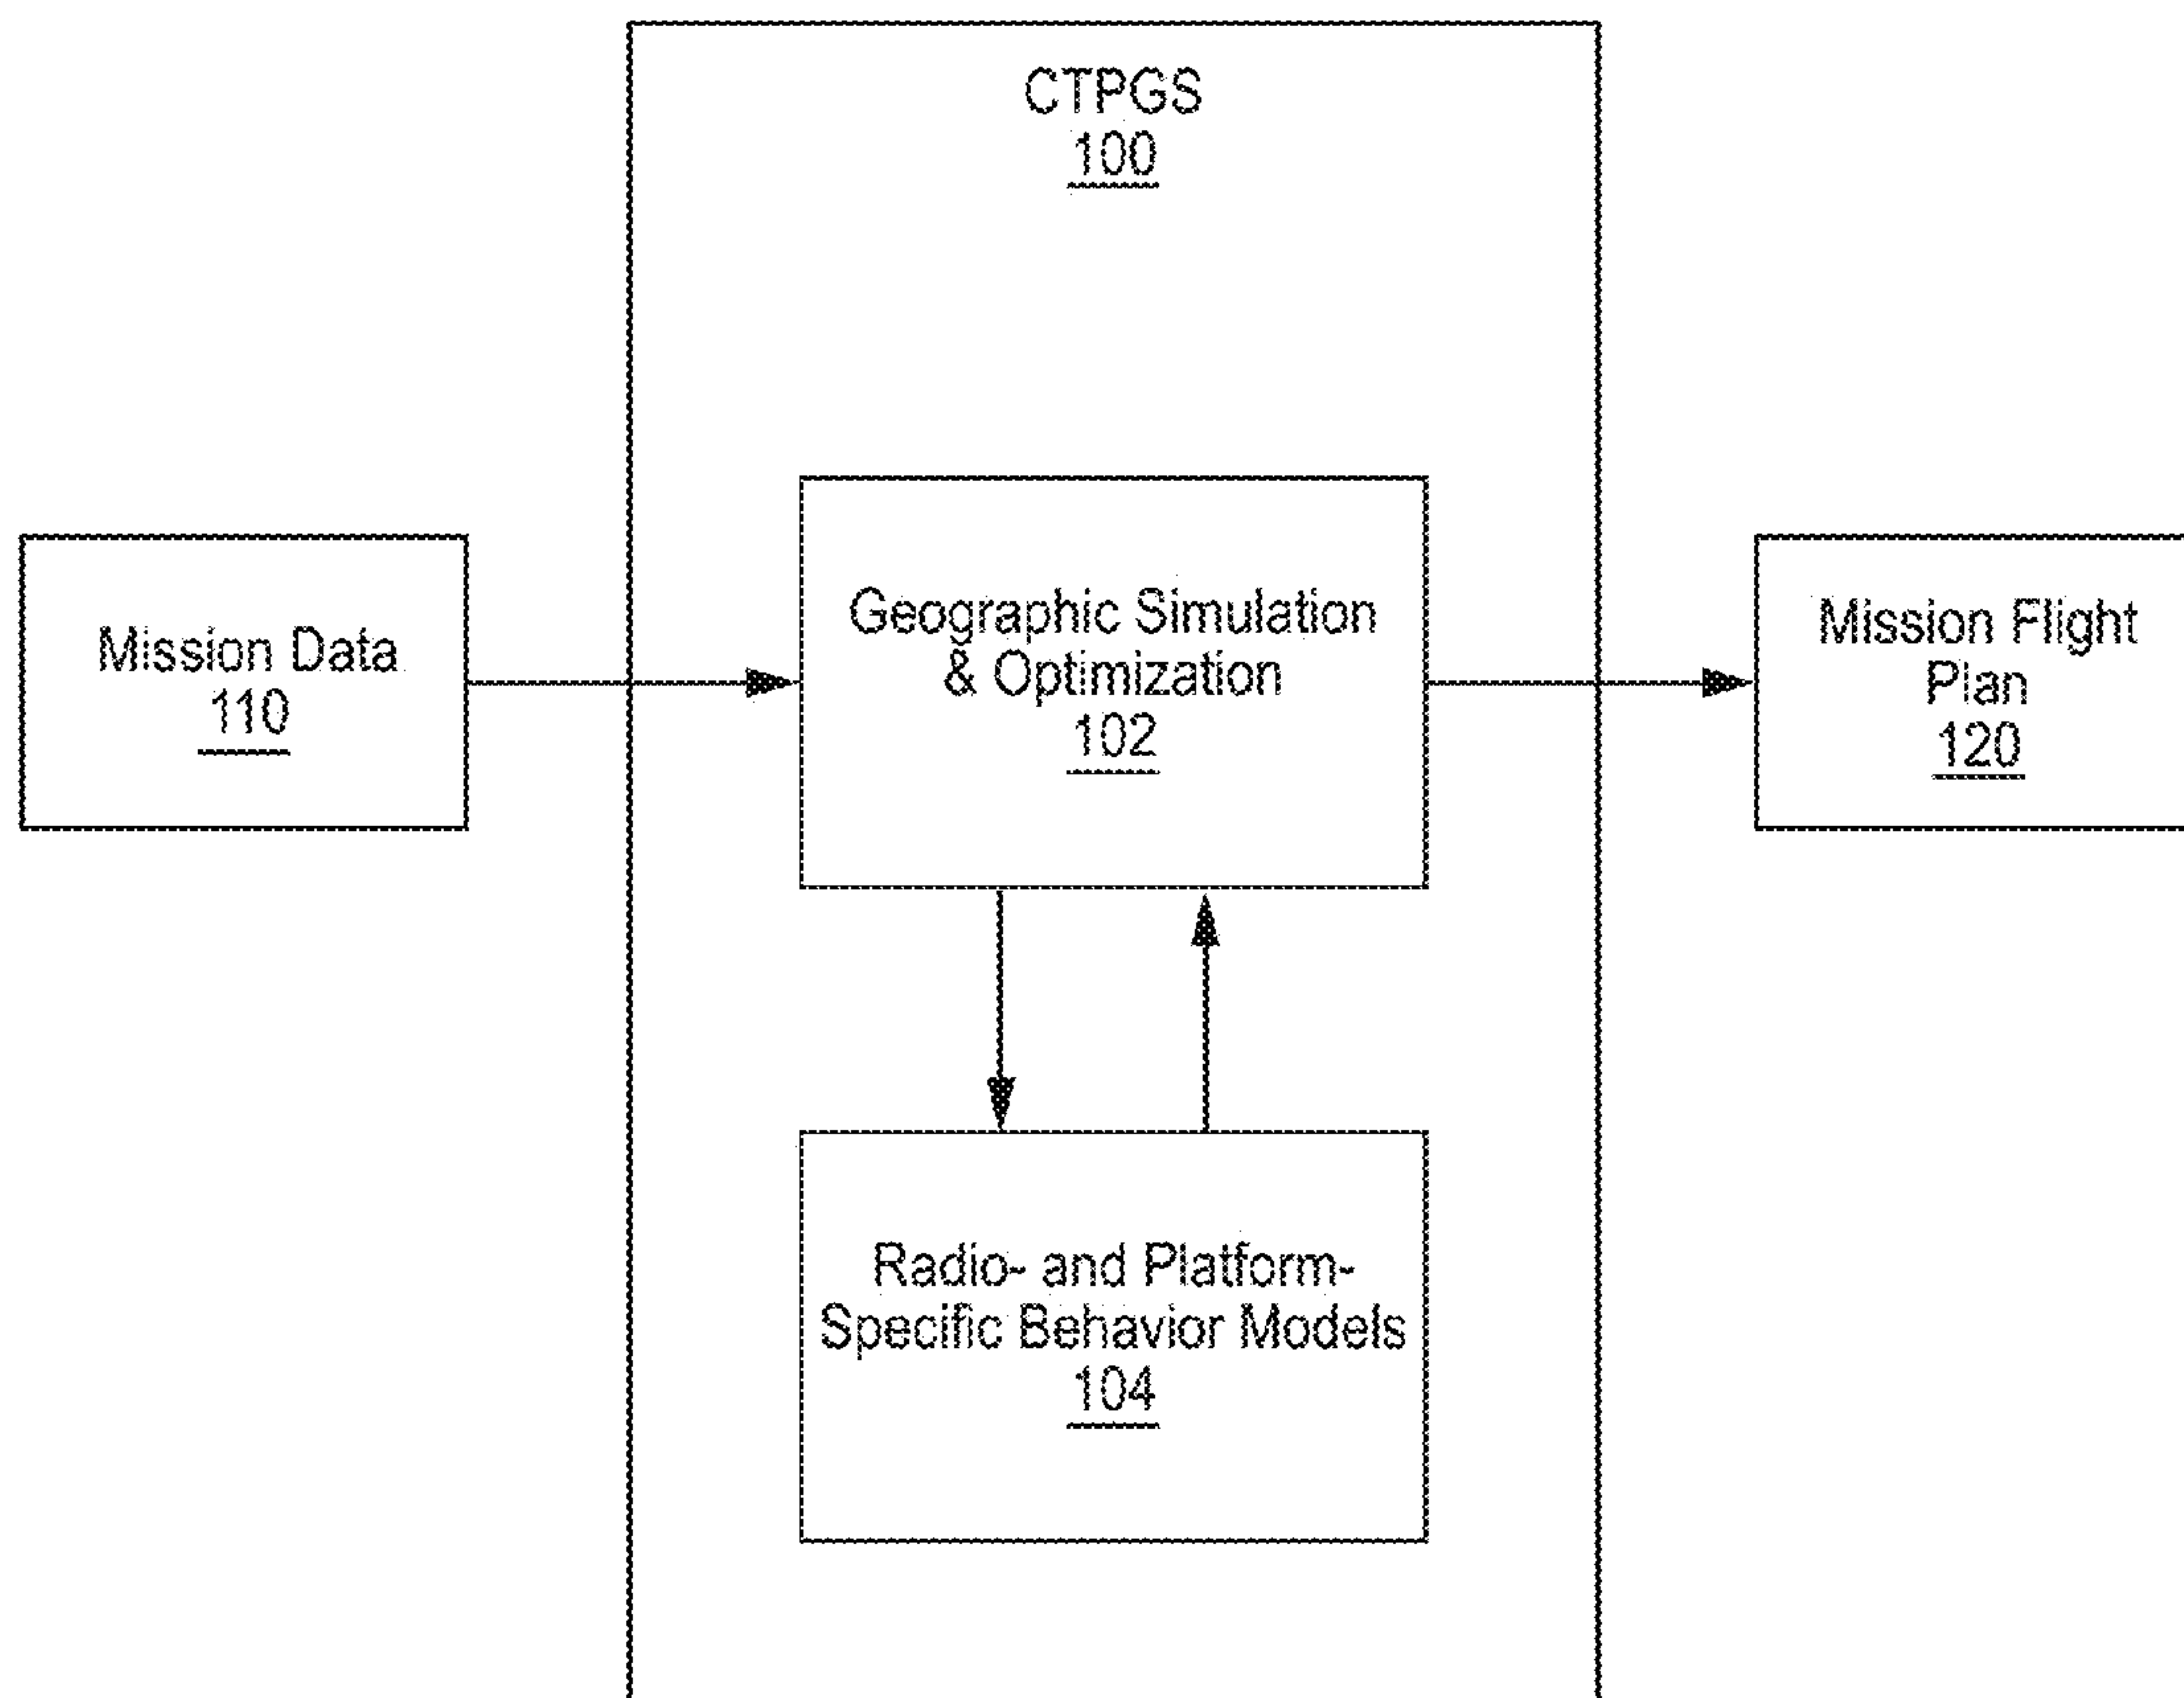 CTPGS
100
Mission Data
110
Geographic Simulation
& Optimization
102
Mission Flight
Plan
120
Radio- and Platform-
Specific Behavior Models
104